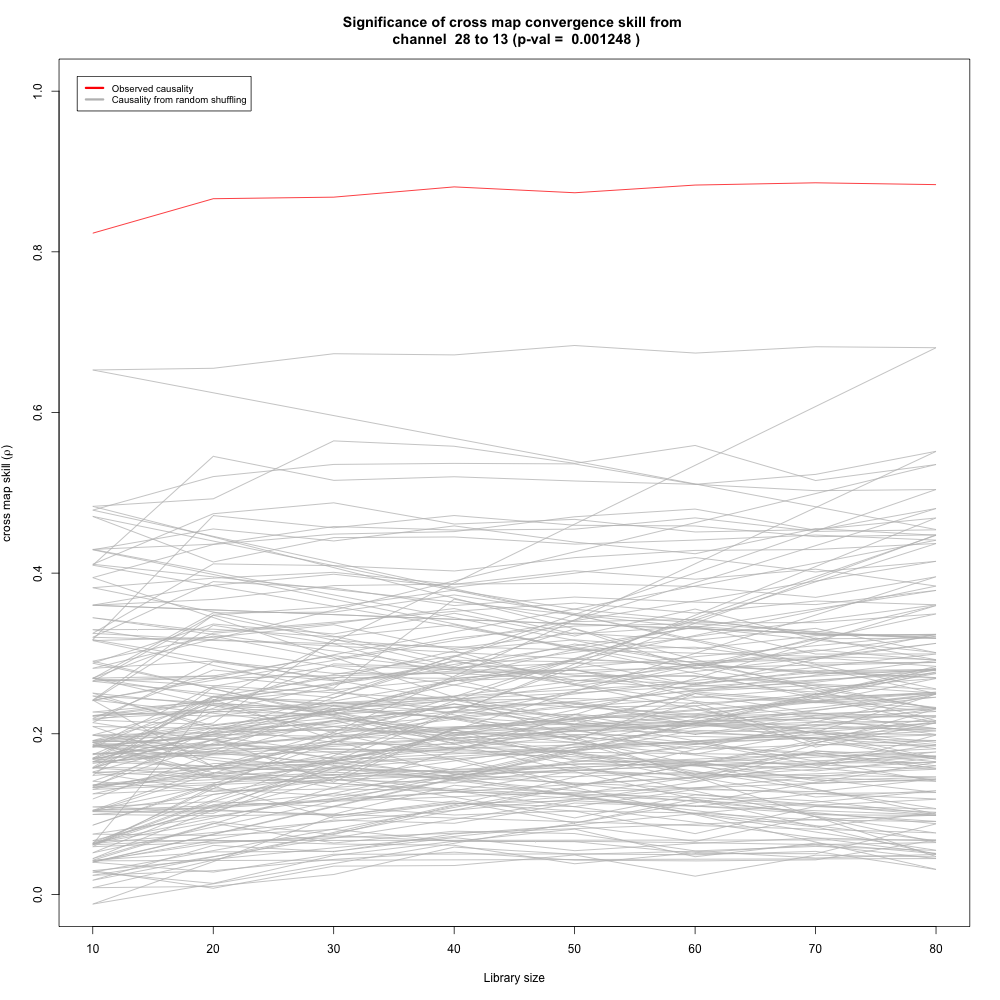 Significance of cross map convergence skill from
channel  28 to 13 (p-val =  0.001248 )
Observed causality
Causality from random shuffling
1.0
0.8
0.6
0.4
0.2
0.0
cross map skill (ρ)
10 20 30 40 50 60 70 80
Library size